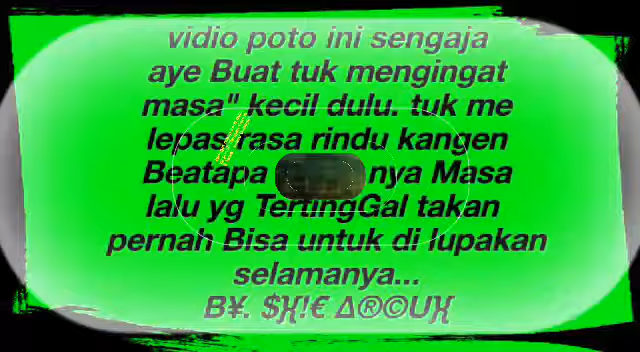 vidio poto ini sengaja
aye Buat tuk mengingat
masa" kecil dulu. tuk me
lepas rasa rindu kangen
Beatapa nya Masa
lalu yg TertingGal takan
pernah Bisa untuk di lupakan
selamanya...
B¥. $}{!€ ∆®©U}{